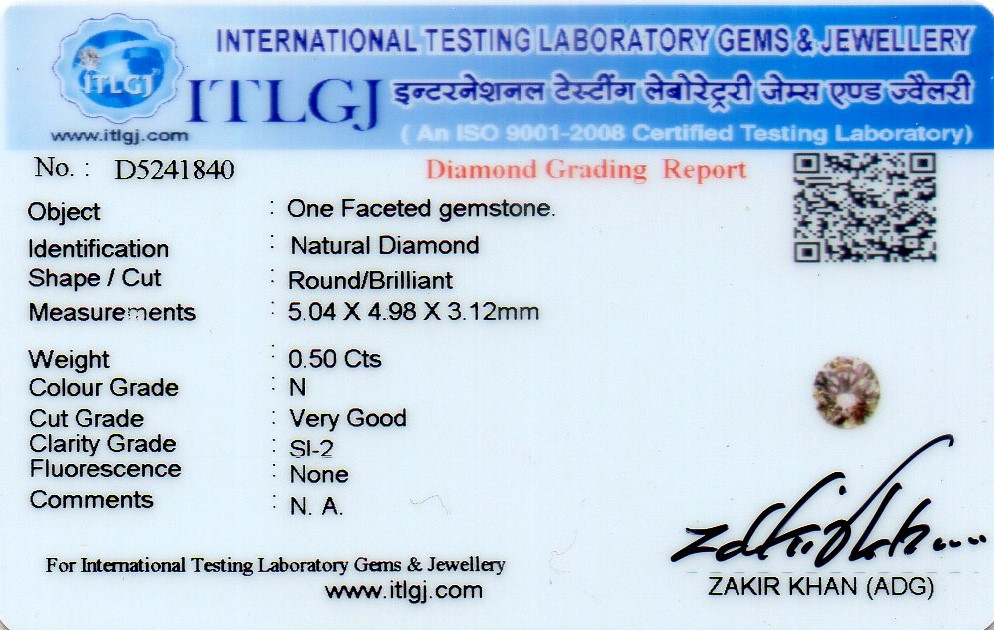 INTERNATIONAL TESTING LABORATORY GEMS & JEWELLERY
ITLGJ
ITLGJ इन्टरनेशनल टेस्टींग लेबोरेट्ररी जेम्स एण्ड ज्वैलरी
www.itlgj.com
( An ISO 9001-2008 Certified Testing Laboratory)
No. : D5241840
Diamond Grading Report
Object : One Faceted gemstone.
Identification : Natural Diamond
Shape / Cut : Round/Brilliant
Measurements : 5.04 X 4.98 X 3.12mm
Weight : 0.50 Cts
Colour Grade : N
Cut Grade : Very Good
Clarity Grade : SI-2
Fluorescence : None
Comments : N. A.
For International Testing Laboratory Gems & Jewellery
www.itlgj.com
ZAKIR KHAN (ADG)